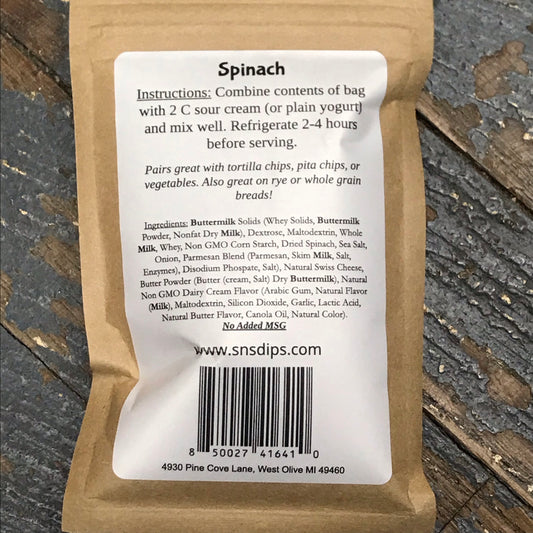 Spinach
Instructions: Combine contents of bag
with 2 C sour cream (or plain yogurt)
and mix well. Refrigerate 2-4 hours
before serving.
Pairs great with tortilla chips, pita chips, or
vegetables. Also great on rye or whole grain
breads!
Ingredients: Buttermilk Solids (Whey Solids, Buttermilk
Powder, Nonfat Dry Milk), Dextrose, Maltodextrin, Whole
Milk, Whey, Non GMO Corn Starch, Dried Spinach, Sea Salt,
Onion, Parmesan Blend (Parmesan, Skim Milk, Salt,
Enzymes), Disodium Phosphate, Salt), Natural Swiss Cheese,
Butter Powder (Butter (cream, Salt) Dry Buttermilk), Natural
Non GMO Dairy Cream Flavor (Arabic Gum, Natural Flavor
(Milk), Maltodextrin, Silicon Dioxide, Garlic, Lactic Acid,
Natural Butter Flavor, Canola Oil, Natural Color).
No Added MSG
www.snsdips.com
8 50027 41641 0
4930 Pine Cove Lane, West Olive MI 49460